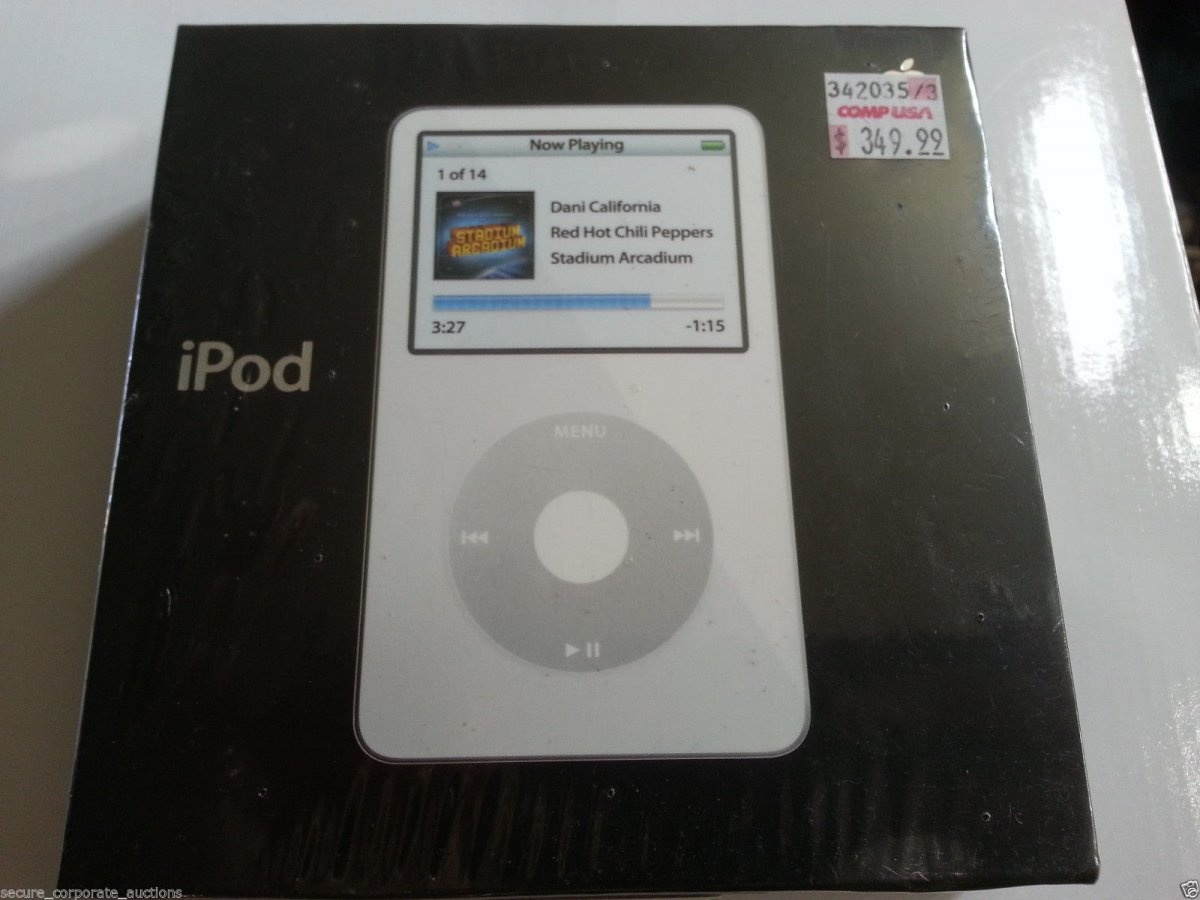 342035/3
COMP USA
$ 349.99
Now Playing
1 of 14
STADIUM
ARCADIUM
Dani California
Red Hot Chili Peppers
Stadium Arcadium
3:27
-1:15
iPod
MENU
secure_corporate_auctions